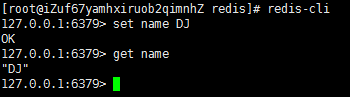 [root@iZuf67yamhxiruob2qimnhZ redis]# redis-cli
127.0.0.1:6379> set name DJ
OK
127.0.0.1:6379> get name
"DJ"
127.0.0.1:6379>